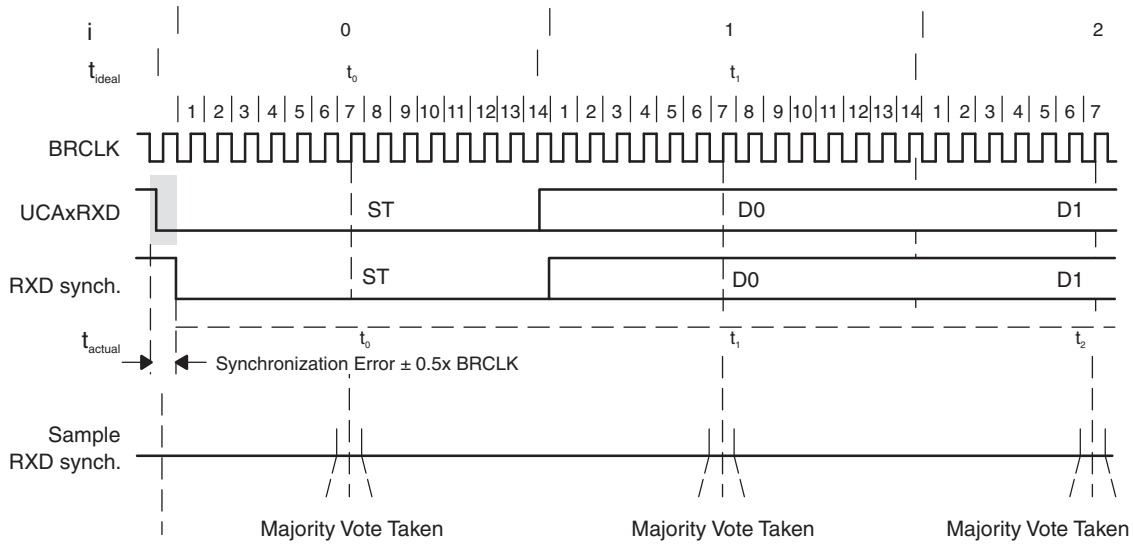 i 0 1 2
tideal t0 t1
1 2 3 4 5 6 7 8 9 10 11 12 13 14 1 2 3 4 5 6 7 8 9 10 11 12 13 14 1 2 3 4 5 6 7
BRCLK
UCAxRXD ST D0 D1
RXD synch. ST D0 D1
tactual t0 t1 t2
Synchronization Error ± 0.5x BRCLK
Sample
RXD synch.
Majority Vote Taken Majority Vote Taken Majority Vote Taken